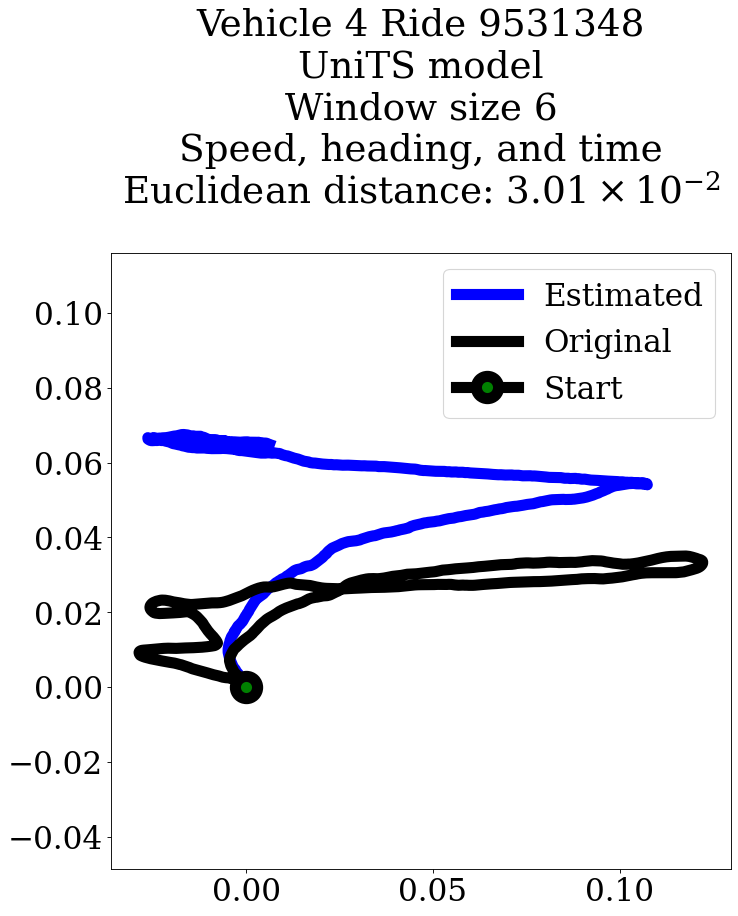 Vehicle 4 Ride 9531348
UniTS model
Window size 6
Speed, heading, and time
Euclidean distance: 3.01 × 10⁻²
Estimated
Original
Start
0.10
0.08
0.06
0.04
0.02
0.00
−0.02
−0.04
0.00 0.05 0.10